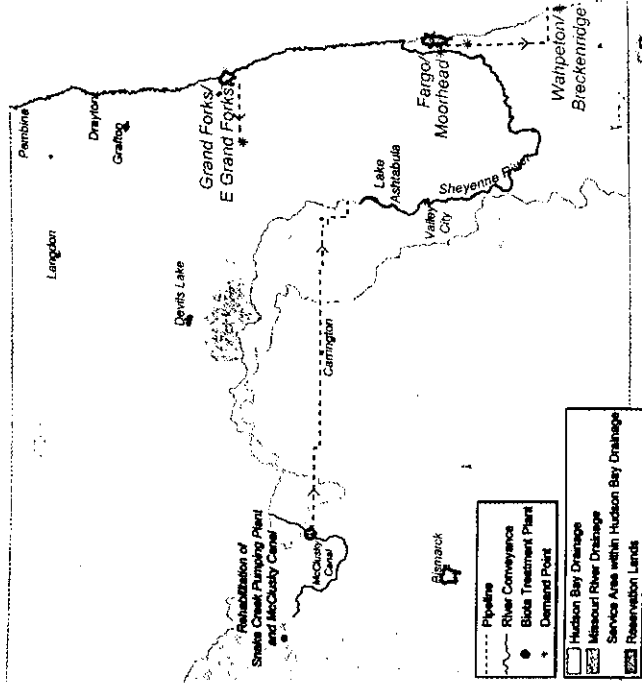 Pembina
Drayton
Grafton
Langdon
Grand Forks/
E Grand Forks
Devils Lake
Fargo/
Moorhead
Wahpeton/
Breckenridge
Lake
Ashtabula
Sheyenne River
Valley
City
Carrington
Rehabilitation of
Snake Creek Pumping Plant
and McClusky Canal
McClusky
Canal
Bismarck
Pipeline
River Conveyance
Biota Treatment Plant
Demand Point
Hudson Bay Drainage
Missouri River Drainage
Service Area within Hudson Bay Drainage
Reservation Lands